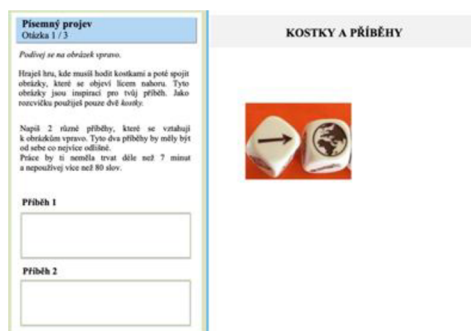 Písemný projev
Otázka 1 / 3
Podívej se na obrázek vpravo.
Hraješ hru, kde musíš hodit kostkami a poté spojit
obrázky, které se objeví lícem nahoru. Tyto
obrázky jsou inspirací pro tvůj příběh. Jako
rozcvičku použiješ pouze dvě kostky.
Napiš 2 různé příběhy, které se vztahují
k obrázkům vpravo. Tyto dva příběhy by měly být
od sebe co nejvíce odlišné.
Práce by ti neměla trvat déle než 7 minut
a nepoužívej více než 80 slov.
Příběh 1
Příběh 2
KOSTKY A PŘÍBĚHY